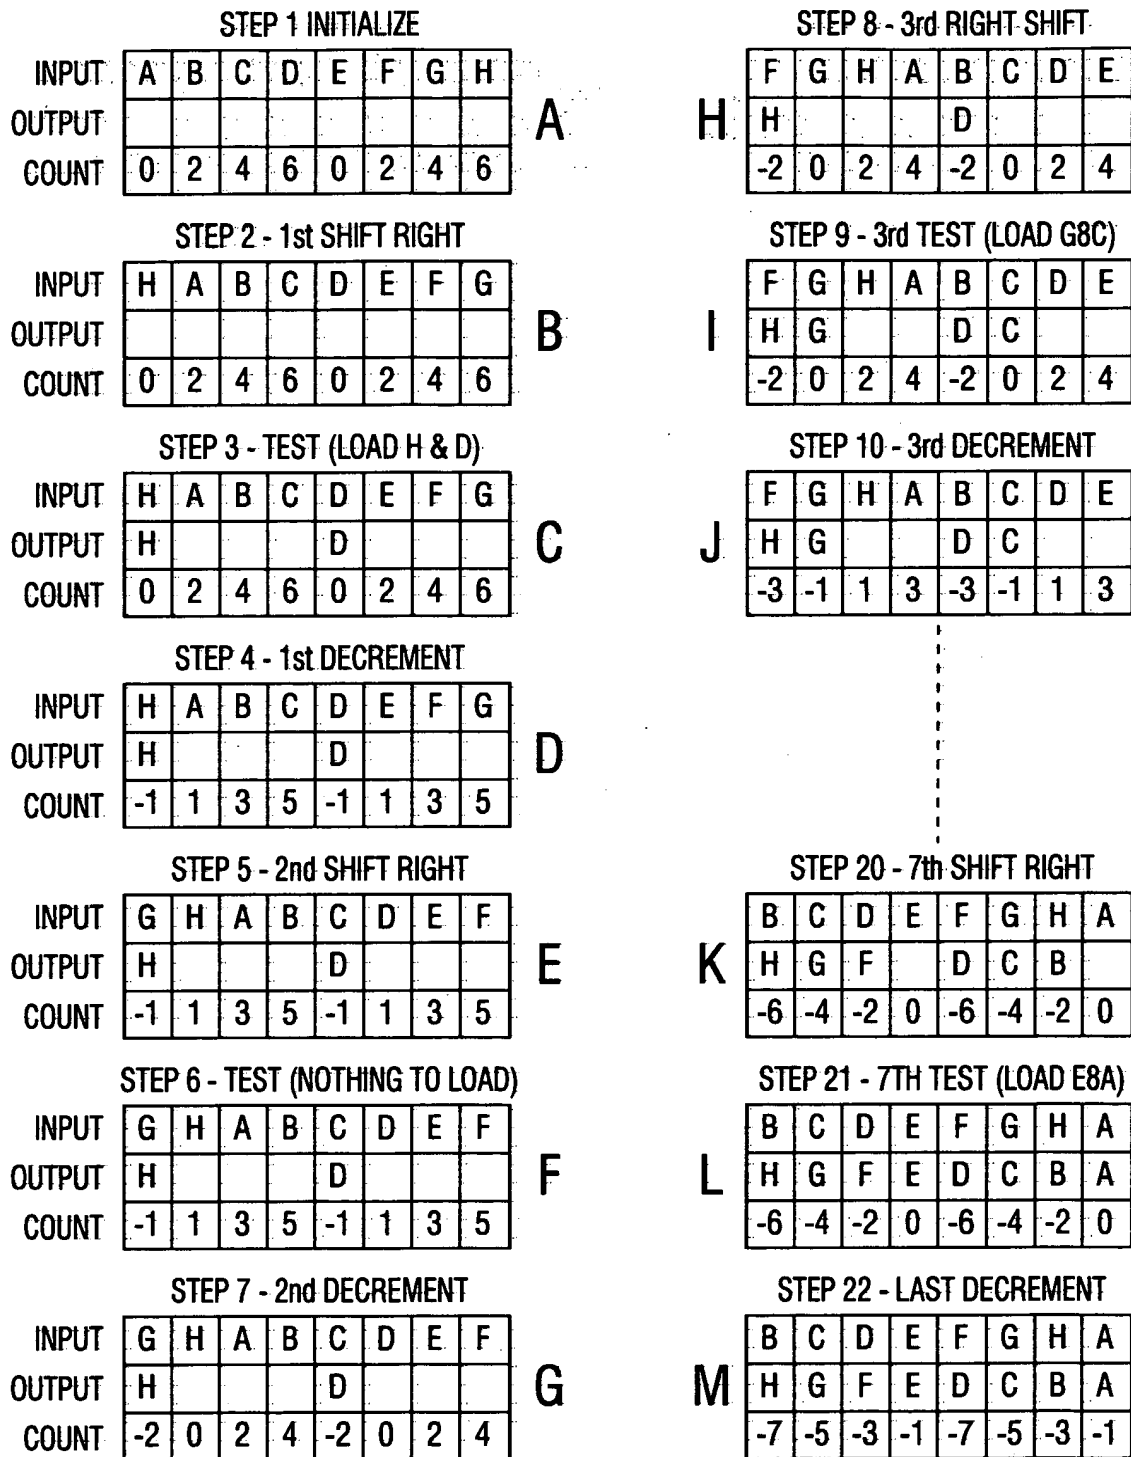 STEP 1 INITIALIZE
INPUT A B C D E F G H
OUTPUT
COUNT 0 2 4 6 0 2 4 6
A
STEP 2 - 1st SHIFT RIGHT
INPUT H A B C D E F G
OUTPUT
COUNT 0 2 4 6 0 2 4 6
B
STEP 3 - TEST (LOAD H & D)
INPUT H A B C D E F G
OUTPUT H D
COUNT 0 2 4 6 0 2 4 6
C
STEP 4 - 1st DECREMENT
INPUT H A B C D E F G
OUTPUT H D
COUNT -1 1 3 5 -1 1 3 5
D
STEP 5 - 2nd SHIFT RIGHT
INPUT G H A B C D E F
OUTPUT H D
COUNT -1 1 3 5 -1 1 3 5
E
STEP 6 - TEST (NOTHING TO LOAD)
INPUT G H A B C D E F
OUTPUT H D
COUNT -1 1 3 5 -1 1 3 5
F
STEP 7 - 2nd DECREMENT
INPUT G H A B C D E F
OUTPUT H D
COUNT -2 0 2 4 -2 0 2 4
G
STEP 8 - 3rd RIGHT SHIFT
F G H A B C D E
H H D
-2 0 2 4 -2 0 2 4
STEP 9 - 3rd TEST (LOAD G8C)
F G H A B C D E
I H G D C
-2 0 2 4 -2 0 2 4
STEP 10 - 3rd DECREMENT
F G H A B C D E
J H G D C
-3 -1 1 3 -3 -1 1 3
STEP 20 - 7th SHIFT RIGHT
B C D E F G H A
K H G F D C B
-6 -4 -2 0 -6 -4 -2 0
STEP 21 - 7TH TEST (LOAD E8A)
B C D E F G H A
L H G F E D C B A
-6 -4 -2 0 -6 -4 -2 0
STEP 22 - LAST DECREMENT
B C D E F G H A
M H G F E D C B A
-7 -5 -3 -1 -7 -5 -3 -1